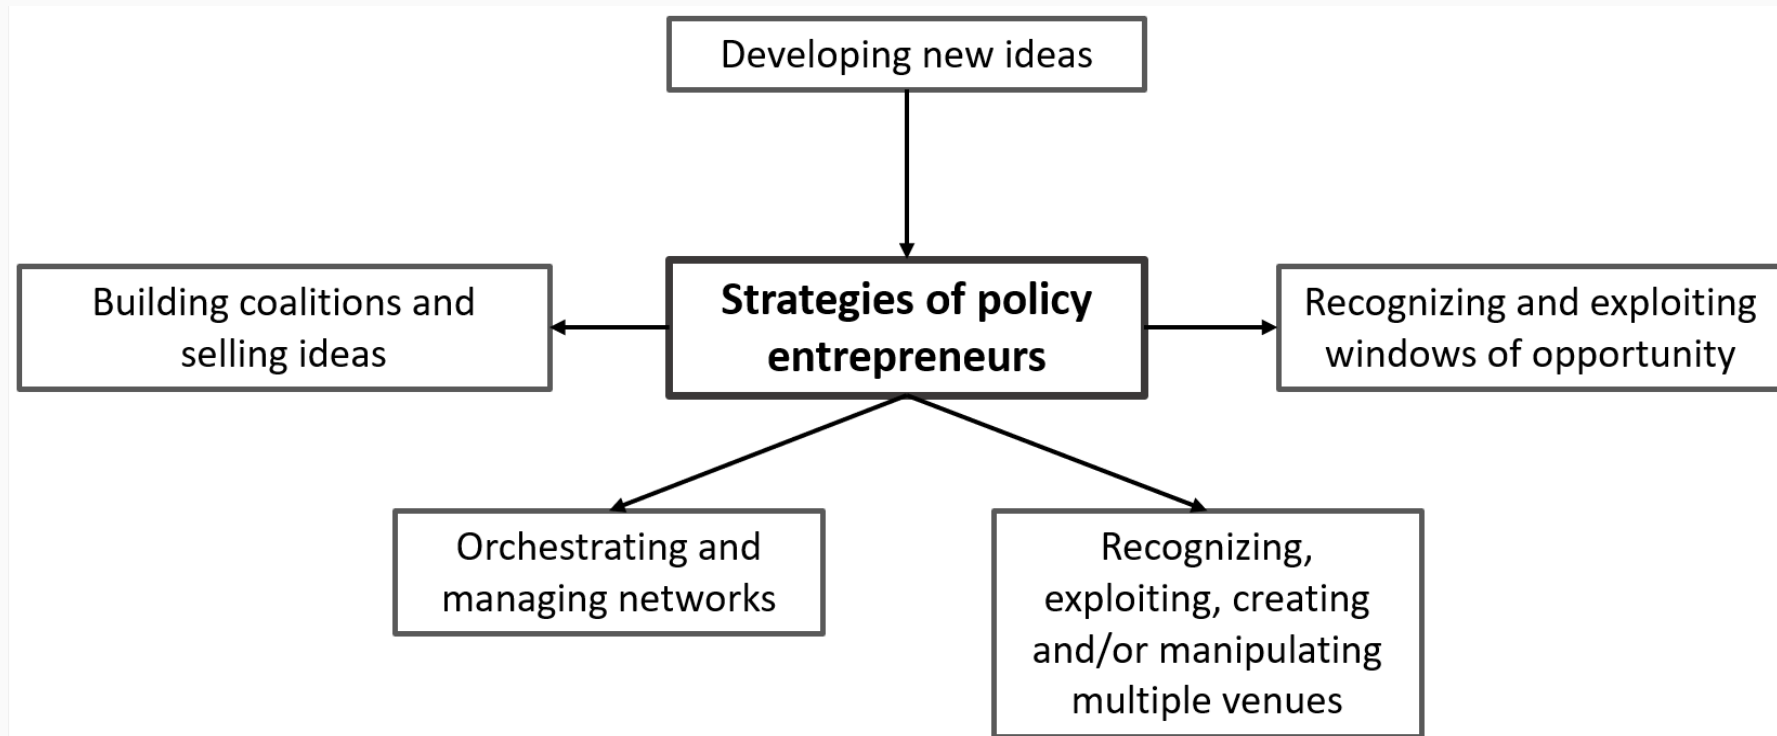 Developing new ideas
Building coalitions and
selling ideas
Strategies of policy
entrepreneurs
Recognizing and exploiting
windows of opportunity
Orchestrating and
managing networks
Recognizing,
exploiting, creating
and/or manipulating
multiple venues